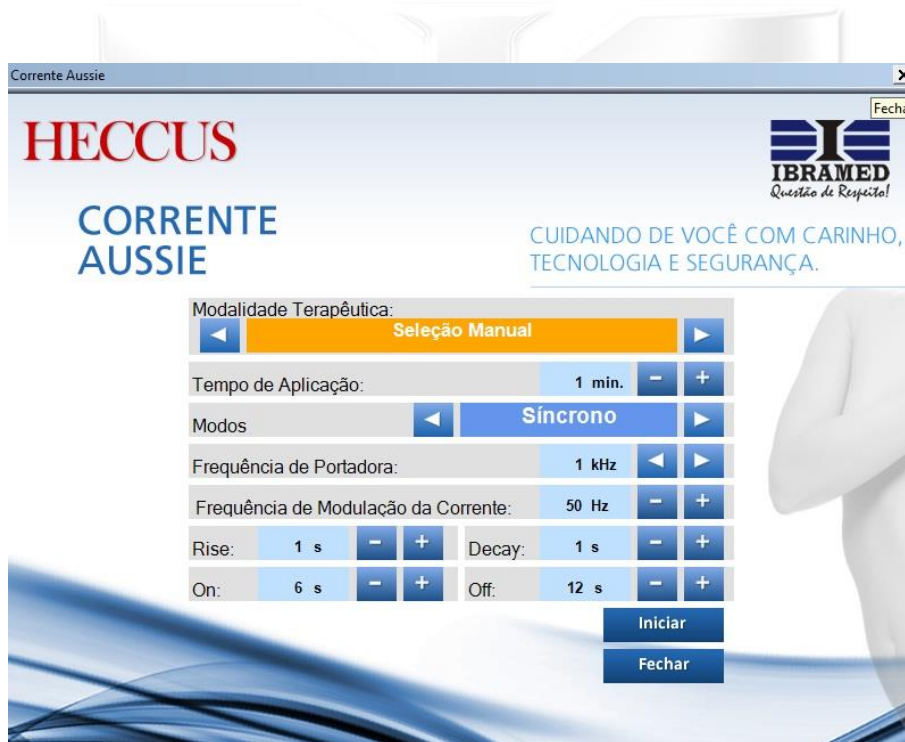 Corrente Aussie
Fecha
HECCUS
IBRAMED
Questão de Respeito!
CORRENTE
AUSSIE
CUIDANDO DE VOCÊ COM CARINHO,
TECNOLOGIA E SEGURANÇA.
Modalidade Terapêutica:
Seleção Manual
Tempo de Aplicação: 1 min. - +
Modos Síncrono
Frequência de Portadora: 1 kHz
Frequência de Modulação da Corrente: 50 Hz - +
Rise: 1 s - + Decay: 1 s - +
On: 6 s - + Off: 12 s - +
Iniciar
Fechar